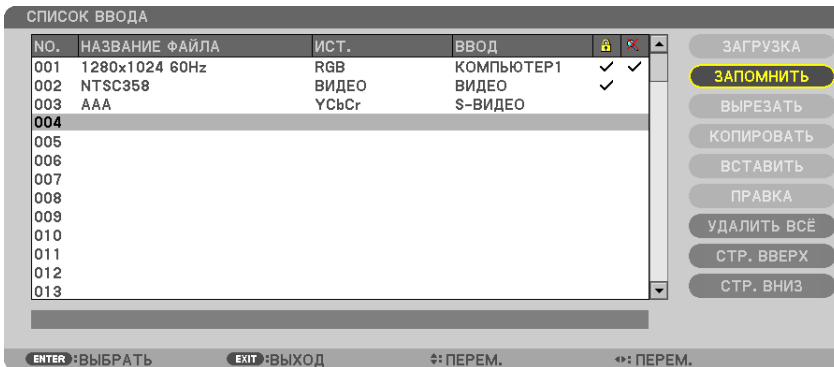 СПИСОК ВВОДА
NO. НАЗВАНИЕ ФАЙЛА ИСТ. ВВОД
001 1280x1024 60Hz RGB КОМПЬЮТЕР1 ✓ ✓
002 NTSC358 ВИДЕО ВИДЕО ✓
003 AAA YCbCr S-ВИДЕО
004
005
006
007
008
009
010
011
012
013
ЗАГРУЗКА
ЗАПОМНИТЬ
ВЫРЕЗАТЬ
КОПИРОВАТЬ
ВСТАВИТЬ
ПРАВКА
УДАЛИТЬ ВСЁ
СТР. ВВЕРХ
СТР. ВНИЗ
ENTER :ВЫБРАТЬ EXIT :ВЫХОД :ПЕРЕМ. :ПЕРЕМ.